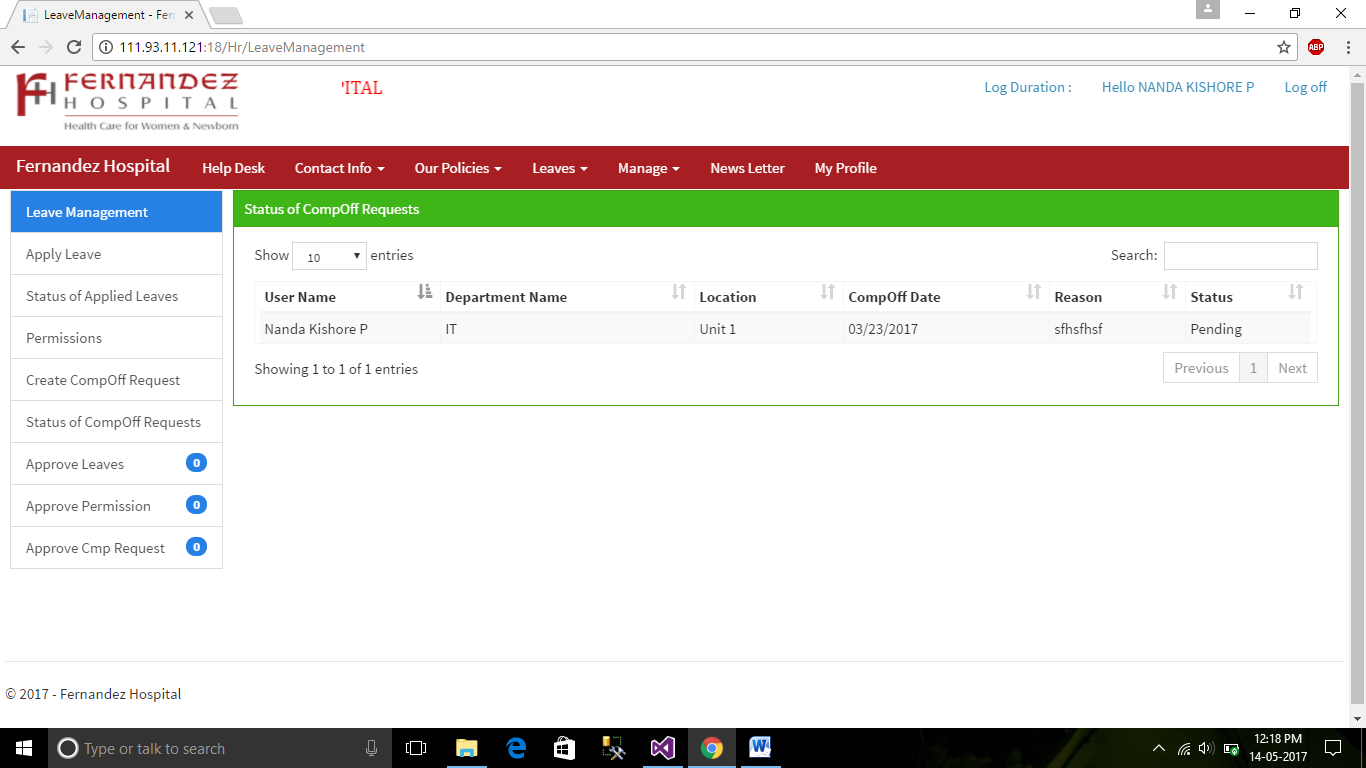 LeaveManagement - Fer
111.93.11.121:18/Hr/LeaveManagement
ABP
FERNANDEZ
HOSPITAL
Health Care for Women & Newborn
PITAL
Log Duration :
Hello NANDA KISHORE P
Log off
Fernandez Hospital
Help Desk
Contact Info
Our Policies
Leaves
Manage
News Letter
My Profile
Leave Management
Apply Leave
Status of Applied Leaves
Permissions
Create CompOff Request
Status of CompOff Requests
Approve Leaves 0
Approve Permission 0
Approve Cmp Request 0
Status of CompOff Requests
Show 10 entries
Search:
User Name Department Name Location CompOff Date Reason Status
Nanda Kishore P IT Unit 1 03/23/2017 sfhsfhsf Pending
Showing 1 to 1 of 1 entries
Previous 1 Next
© 2017 - Fernandez Hospital
Type or talk to search
12:18 PM
14-05-2017